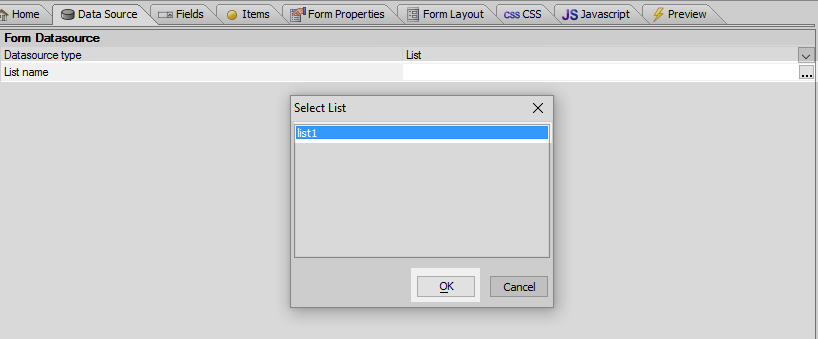 Home Data Source Fields Items Form Properties Form Layout css CSS JS Javascript Preview
Form Datasource
Datasource type List
List name ...
Select List
list1
OK Cancel